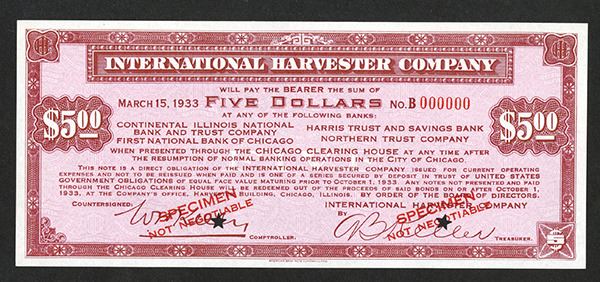 INTERNATIONAL HARVESTER COMPANY
WILL PAY THE BEARER THE SUM OF
MARCH 15, 1933 FIVE DOLLARS NO. B 000000
AT ANY OF THE FOLLOWING BANKS:
$5.00 $5.00
CONTINENTAL ILLINOIS NATIONAL BANK AND TRUST COMPANY
HARRIS TRUST AND SAVINGS BANK
FIRST NATIONAL BANK OF CHICAGO
NORTHERN TRUST COMPANY
WHEN PRESENTED THROUGH THE CHICAGO CLEARING HOUSE AT ANY TIME AFTER
THE RESUMPTION OF NORMAL BANKING OPERATIONS IN THE CITY OF CHICAGO.
THIS NOTE IS A DIRECT OBLIGATION OF THE INTERNATIONAL HARVESTER COMPANY ISSUED FOR CURRENT OPERATING
EXPENSES AND NOT TO BE REISSUED WHEN PAID AND IS ONE OF A SERIES SECURED BY DEPOSIT IN TRUST OF UNITED STATES
GOVERNMENT OBLIGATIONS OF EQUAL FACE VALUE MATURING PRIOR TO OCTOBER 1, 1933. ANY NOTES NOT PRESENTED AND PAID
THROUGH THE CHICAGO CLEARING HOUSE WILL BE REDEEMED OUT OF THE PROCEEDS OF SAID BONDS ON OR AFTER OCTOBER 1,
1933, AT THE COMPANY'S OFFICE, HARVESTER BUILDING, CHICAGO, ILLINOIS. BY ORDER OF THE BOARD OF DIRECTORS.
COUNTERSIGNED: INTERNATIONAL HARVESTER COMPANY
BY
SPECIMEN
NOT NEGOTIABLE
SPECIMEN
NOT NEGOTIABLE
COMPTROLLER. TREASURER.
5